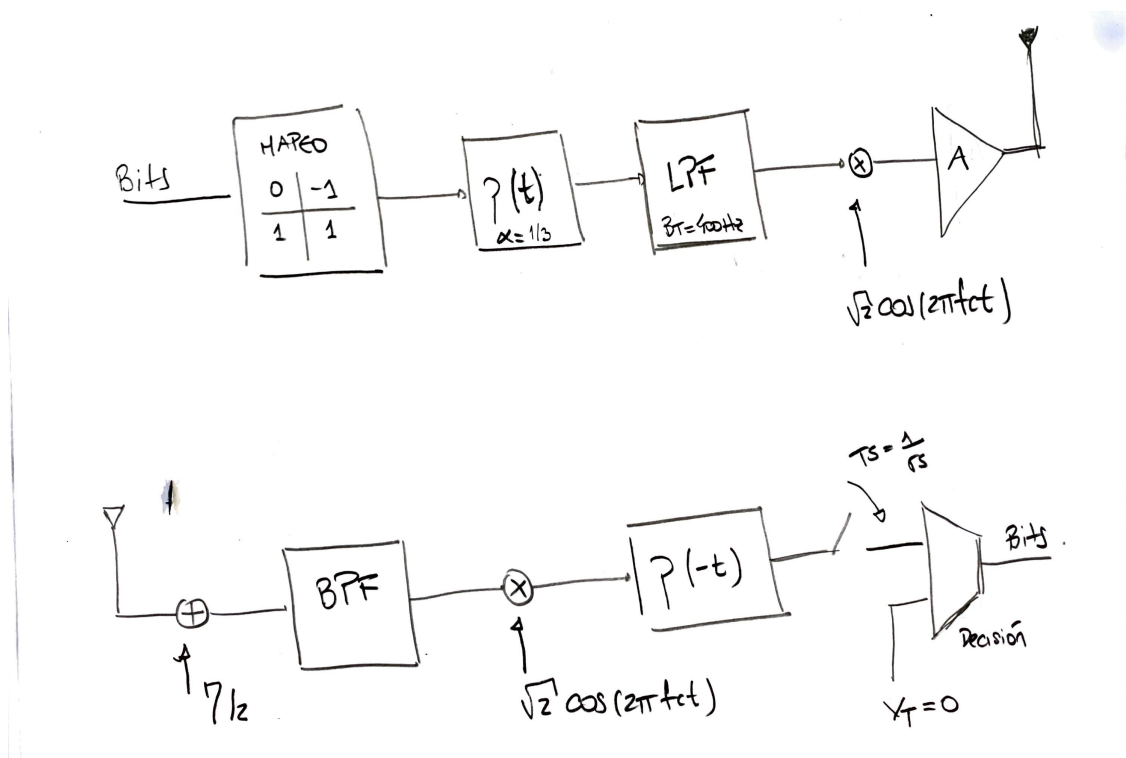 Bits
MAPEO
0 -1
1 1
p(t)
α=1/3
LPF
BT=400Hz
×
√2 cos(2πfct)
A
+
η/2
BPF
×
√2 cos(2πfct)
p(-t)
TS=1/rs
Bits.
Decisión
YT=0